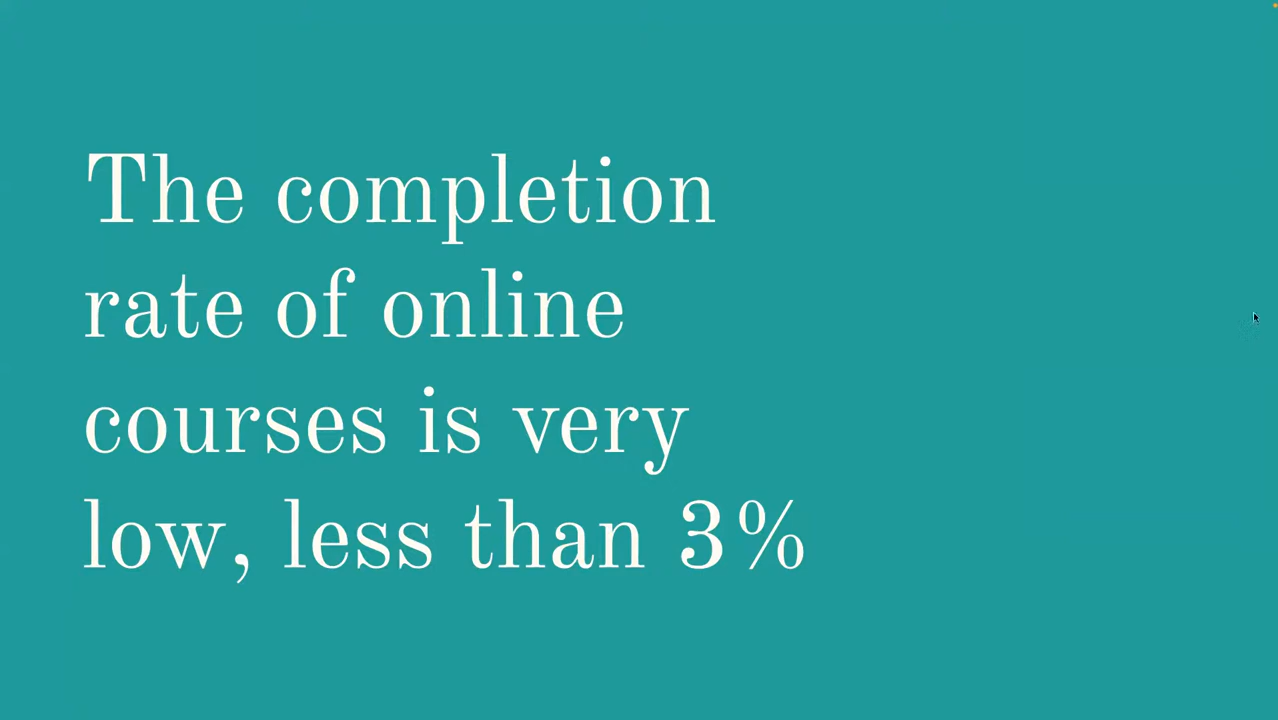 The completion
rate of online
courses is very
low, less than 3%